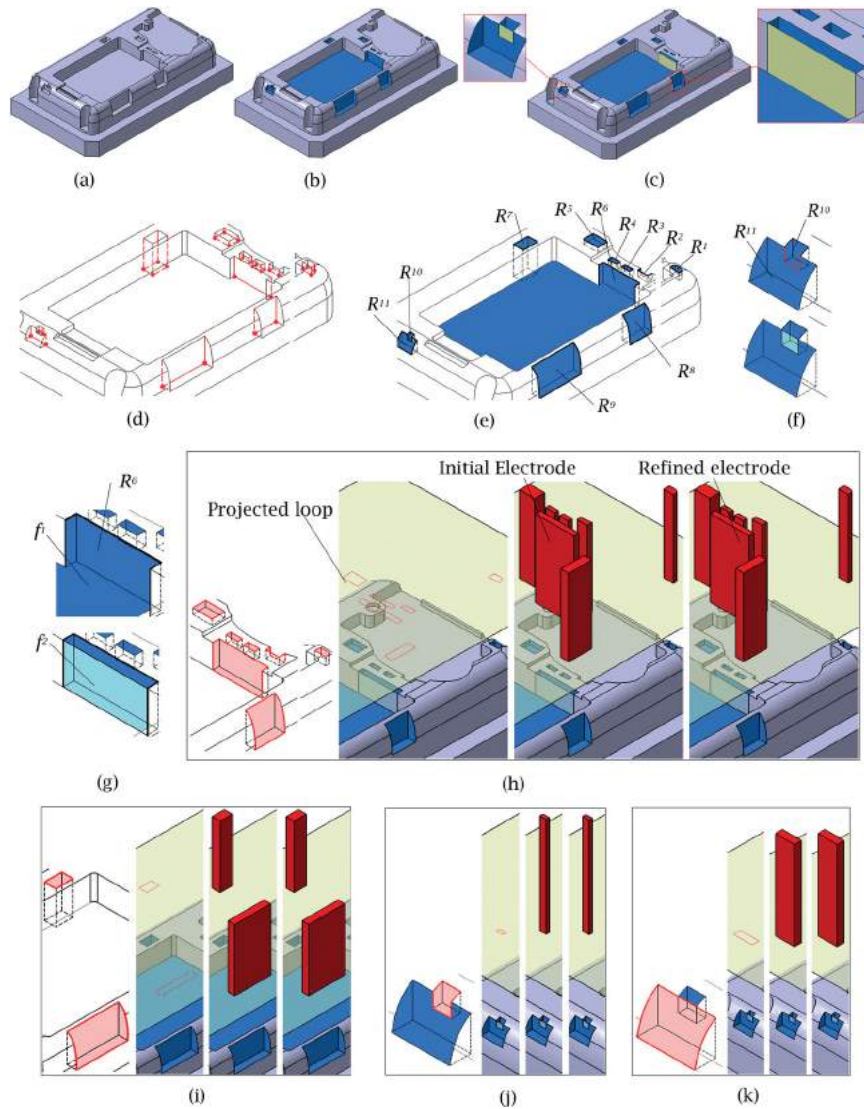 (a)
(b)
(c)
R7
R5
R6
R4
R3
R2
R1
R10
R11
R8
R9
R10
R11
(d)
(e)
(f)
R6
f1
f2
(g)
Projected loop
Initial Electrode
Refined electrode
(h)
(i)
(j)
(k)